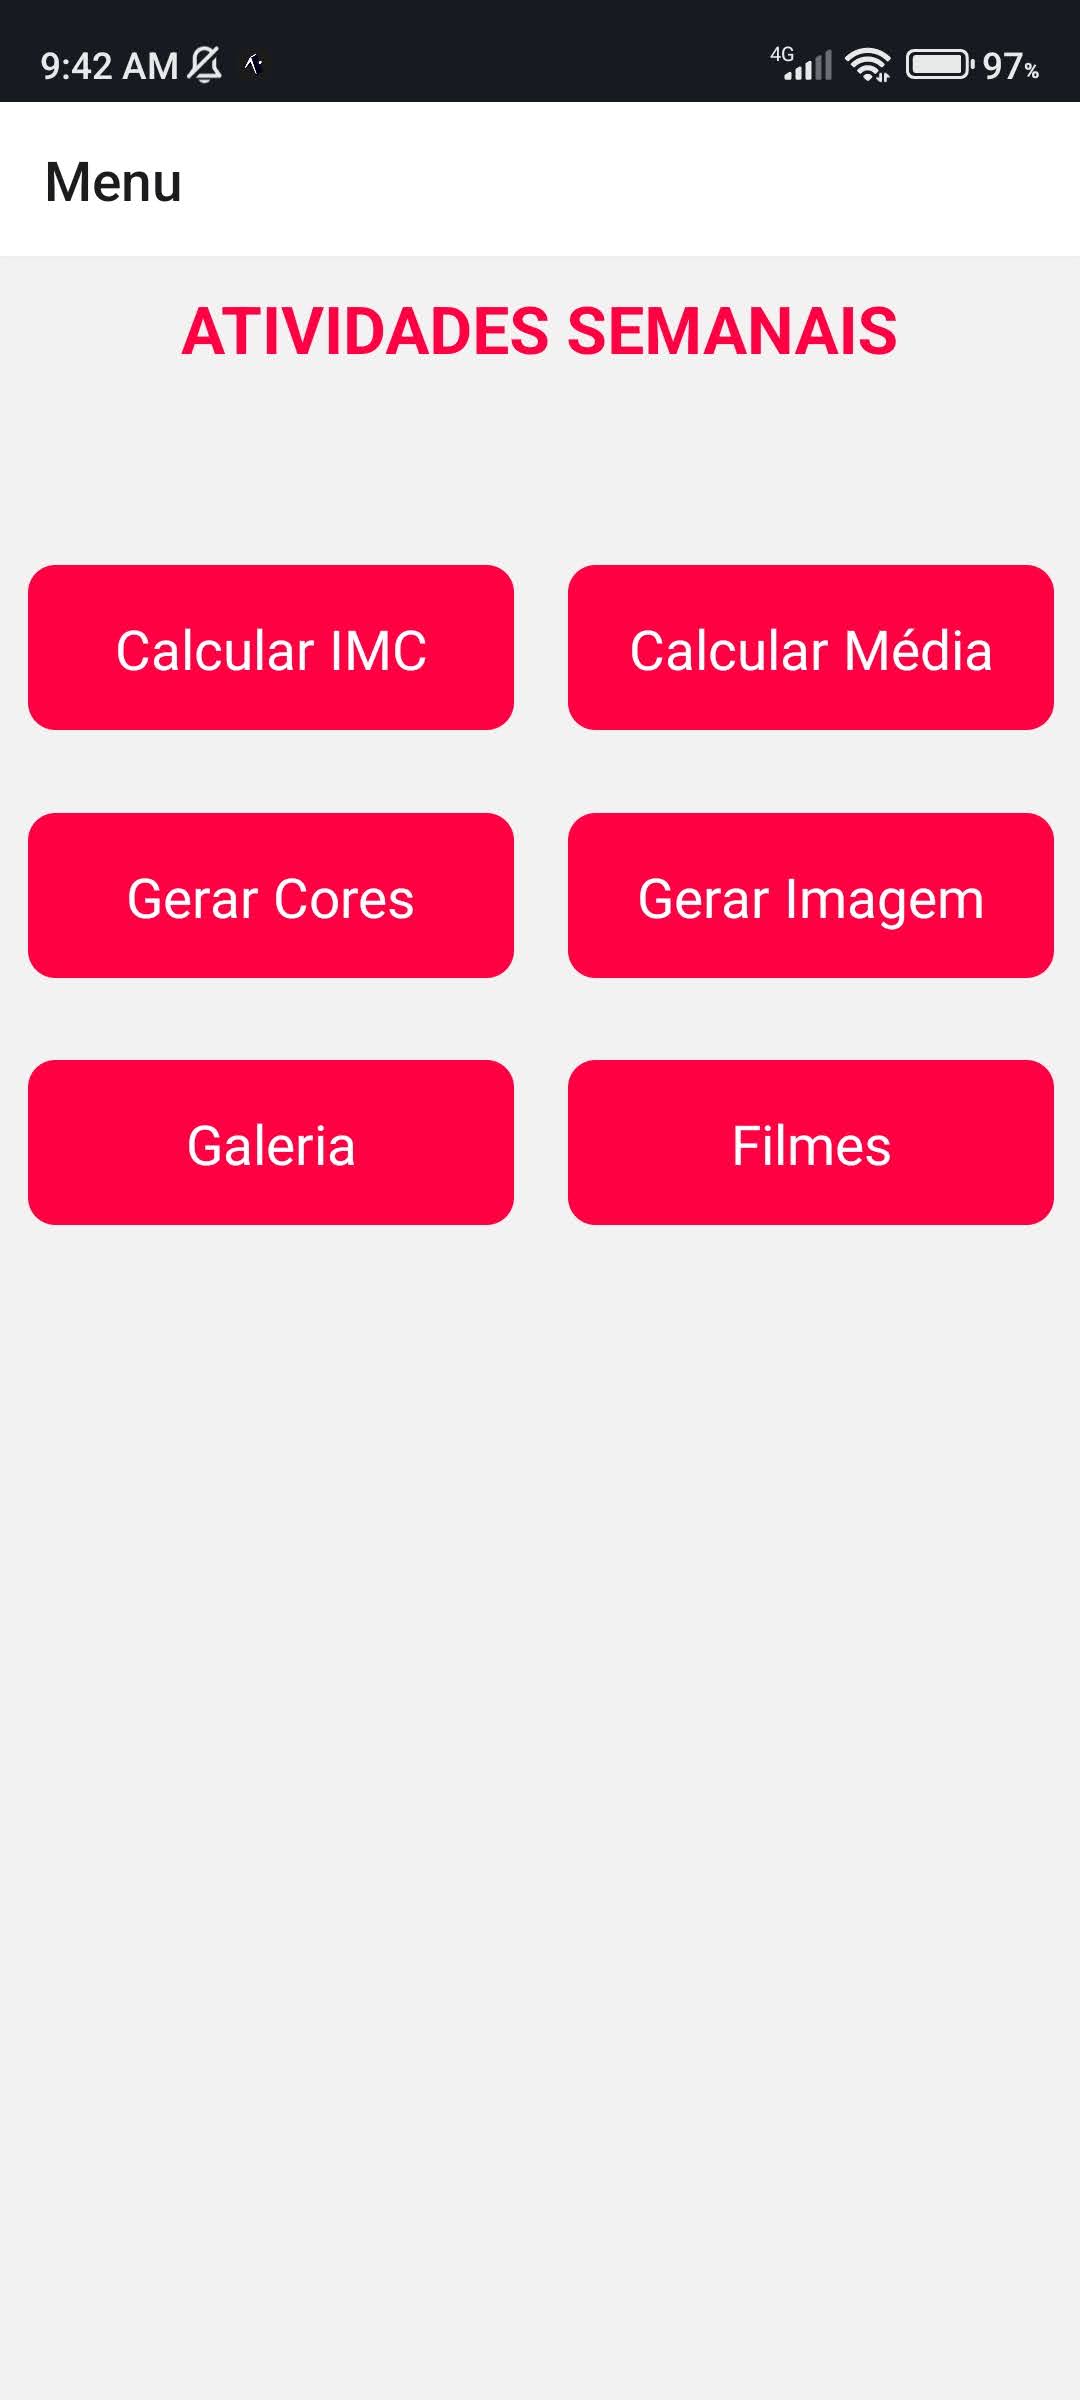 9:42 AM
4G
97%
Menu
ATIVIDADES SEMANAIS
Calcular IMC
Calcular Média
Gerar Cores
Gerar Imagem
Galeria
Filmes